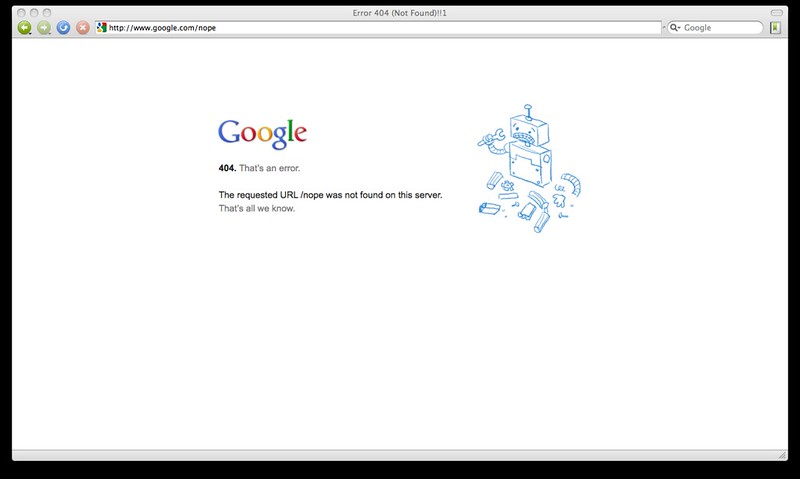 Error 404 (Not Found)!!1
http://www.google.com/nope
Google
Google
404. That's an error.
The requested URL /nope was not found on this server.
That's all we know.